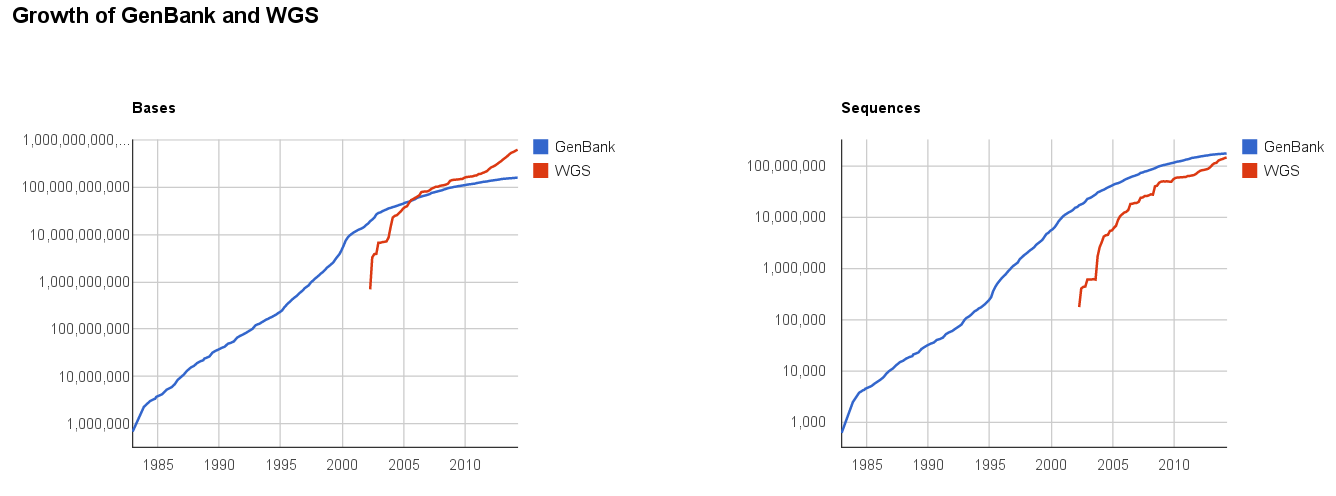 Growth of GenBank and WGS
Bases
1,000,000,000,...
100,000,000,000
10,000,000,000
1,000,000,000
100,000,000
10,000,000
1,000,000
1985 1990 1995 2000 2005 2010
GenBank
WGS
Sequences
100,000,000
10,000,000
1,000,000
100,000
10,000
1,000
1985 1990 1995 2000 2005 2010
GenBank
WGS